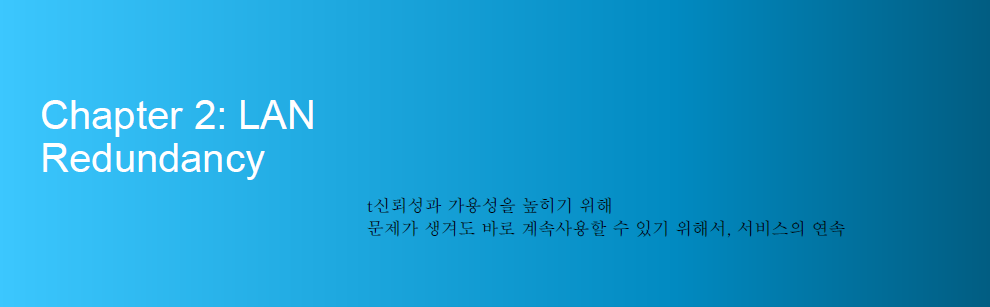 Chapter 2: LAN
Redundancy
t신뢰성과 가용성을 높히기 위해
문제가 생겨도 바로 계속사용할 수 있기 위해서, 서비스의 연속